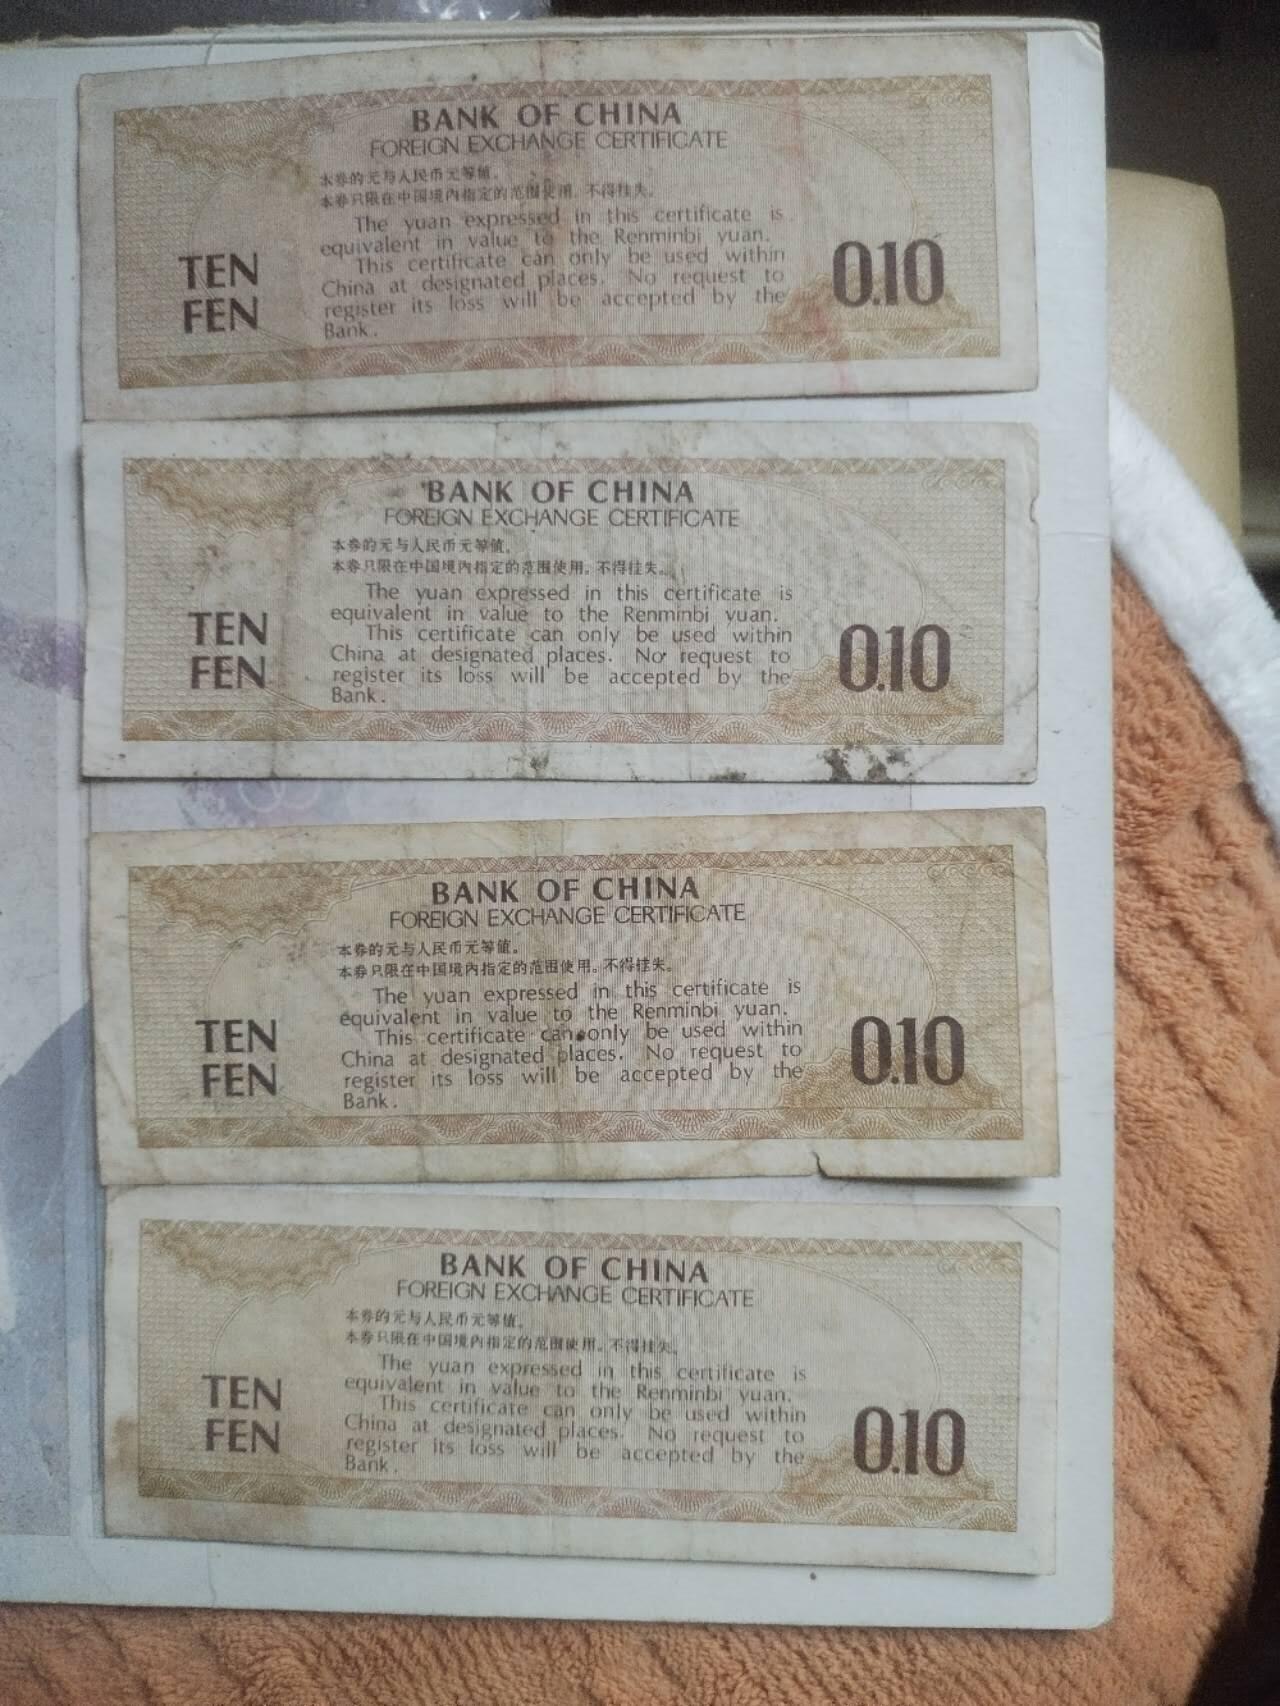 BANK OF CHINA
FOREIGN EXCHANGE CERTIFICATE
本券的元与人民币元等值。
本券只限在中国境内指定的范围使用。不得挂失。
The yuan expressed in this certificate is
equivalent in value to the Renminbi yuan.
This certificate can only be used within
China at designated places. No request to
register its loss will be accepted by the
Bank.
TEN
FEN
0.10
BANK OF CHINA
FOREIGN EXCHANGE CERTIFICATE
本券的元与人民币元等值。
本券只限在中国境内指定的范围使用。不得挂失。
The yuan expressed in this certificate is
equivalent in value to the Renminbi yuan.
This certificate can only be used within
China at designated places. No request to
register its loss will be accepted by the
Bank.
TEN
FEN
0.10
BANK OF CHINA
FOREIGN EXCHANGE CERTIFICATE
本券的元与人民币元等值。
本券只限在中国境内指定的范围使用。不得挂失。
The yuan expressed in this certificate is
equivalent in value to the Renminbi yuan.
This certificate can only be used within
China at designated places. No request to
register its loss will be accepted by the
Bank.
TEN
FEN
0.10
BANK OF CHINA
FOREIGN EXCHANGE CERTIFICATE
本券的元与人民币元等值。
本券只限在中国境内指定的范围使用。不得挂失。
The yuan expressed in this certificate is
equivalent in value to the Renminbi yuan.
This certificate can only be used within
China at designated places. No request to
register its loss will be accepted by the
Bank.
TEN
FEN
0.10